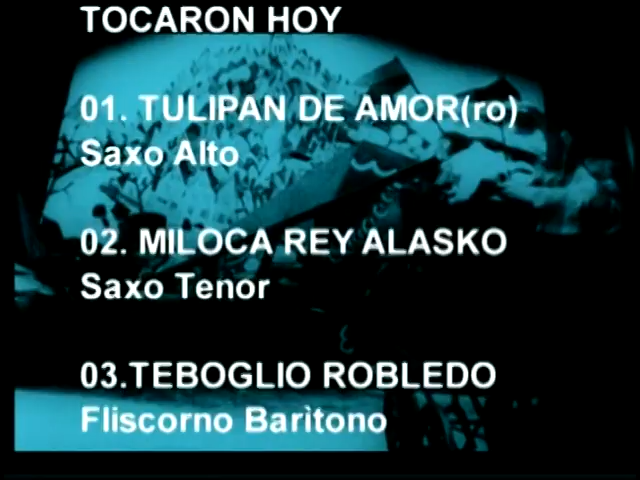 TOCARON HOY
01. TULIPAN DE AMOR(ro)
Saxo Alto
02. MILOCA REY ALASKO
Saxo Tenor
03.TEBOGLIO ROBLEDO
Fliscorno Barìtono